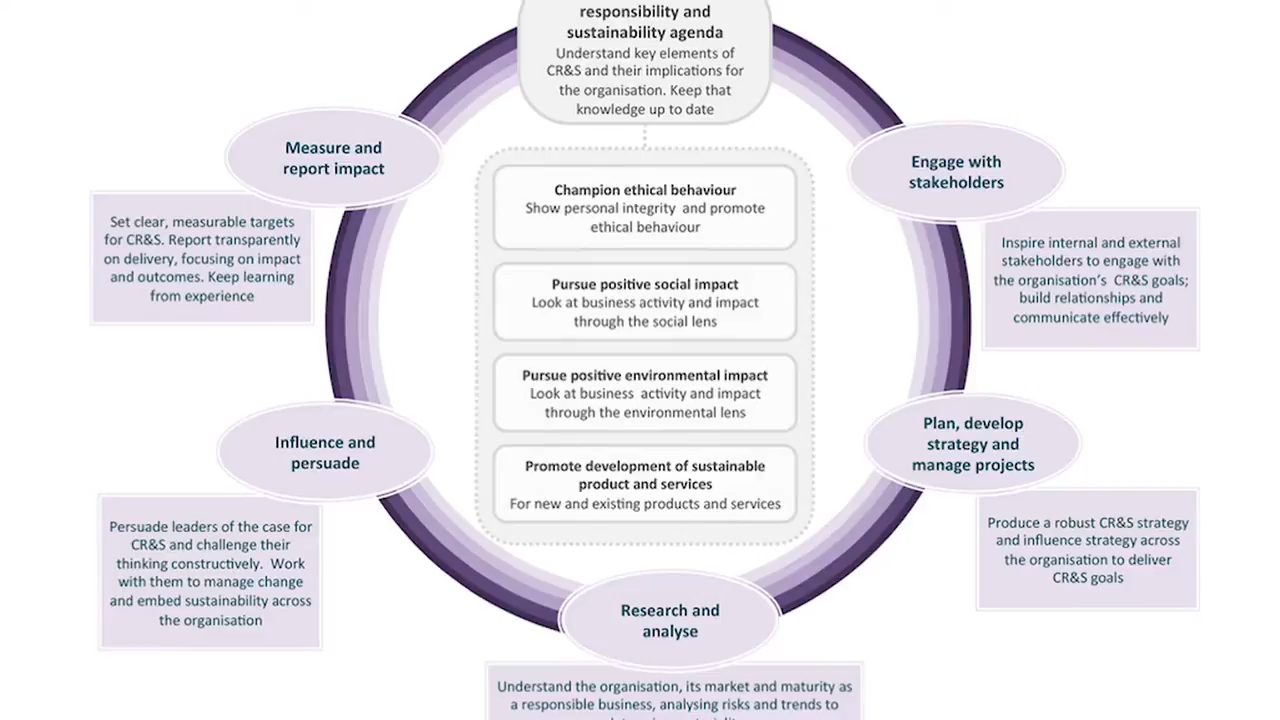 responsibility and
sustainability agenda
Understand key elements of
CR&S and their implications for
the organisation. Keep that
knowledge up to date
Measure and
report impact
Set clear, measurable targets
for CR&S. Report transparently
on delivery, focusing on impact
and outcomes. Keep learning
from experience
Engage with
stakeholders
Inspire internal and external
stakeholders to engage with
the organisation's CR&S goals;
build relationships and
communicate effectively
Champion ethical behaviour
Show personal integrity and promote
ethical behaviour
Pursue positive social impact
Look at business activity and impact
through the social lens
Pursue positive environmental impact
Look at business activity and impact
through the environmental lens
Promote development of sustainable
product and services
For new and existing products and services
Influence and
persuade
Persuade leaders of the case for
CR&S and challenge their
thinking constructively. Work
with them to manage change
and embed sustainability across
the organisation
Plan, develop
strategy and
manage projects
Produce a robust CR&S strategy
and influence strategy across
the organisation to deliver
CR&S goals
Research and
analyse
Understand the organisation, its market and maturity as
a responsible business, analysing risks and trends to